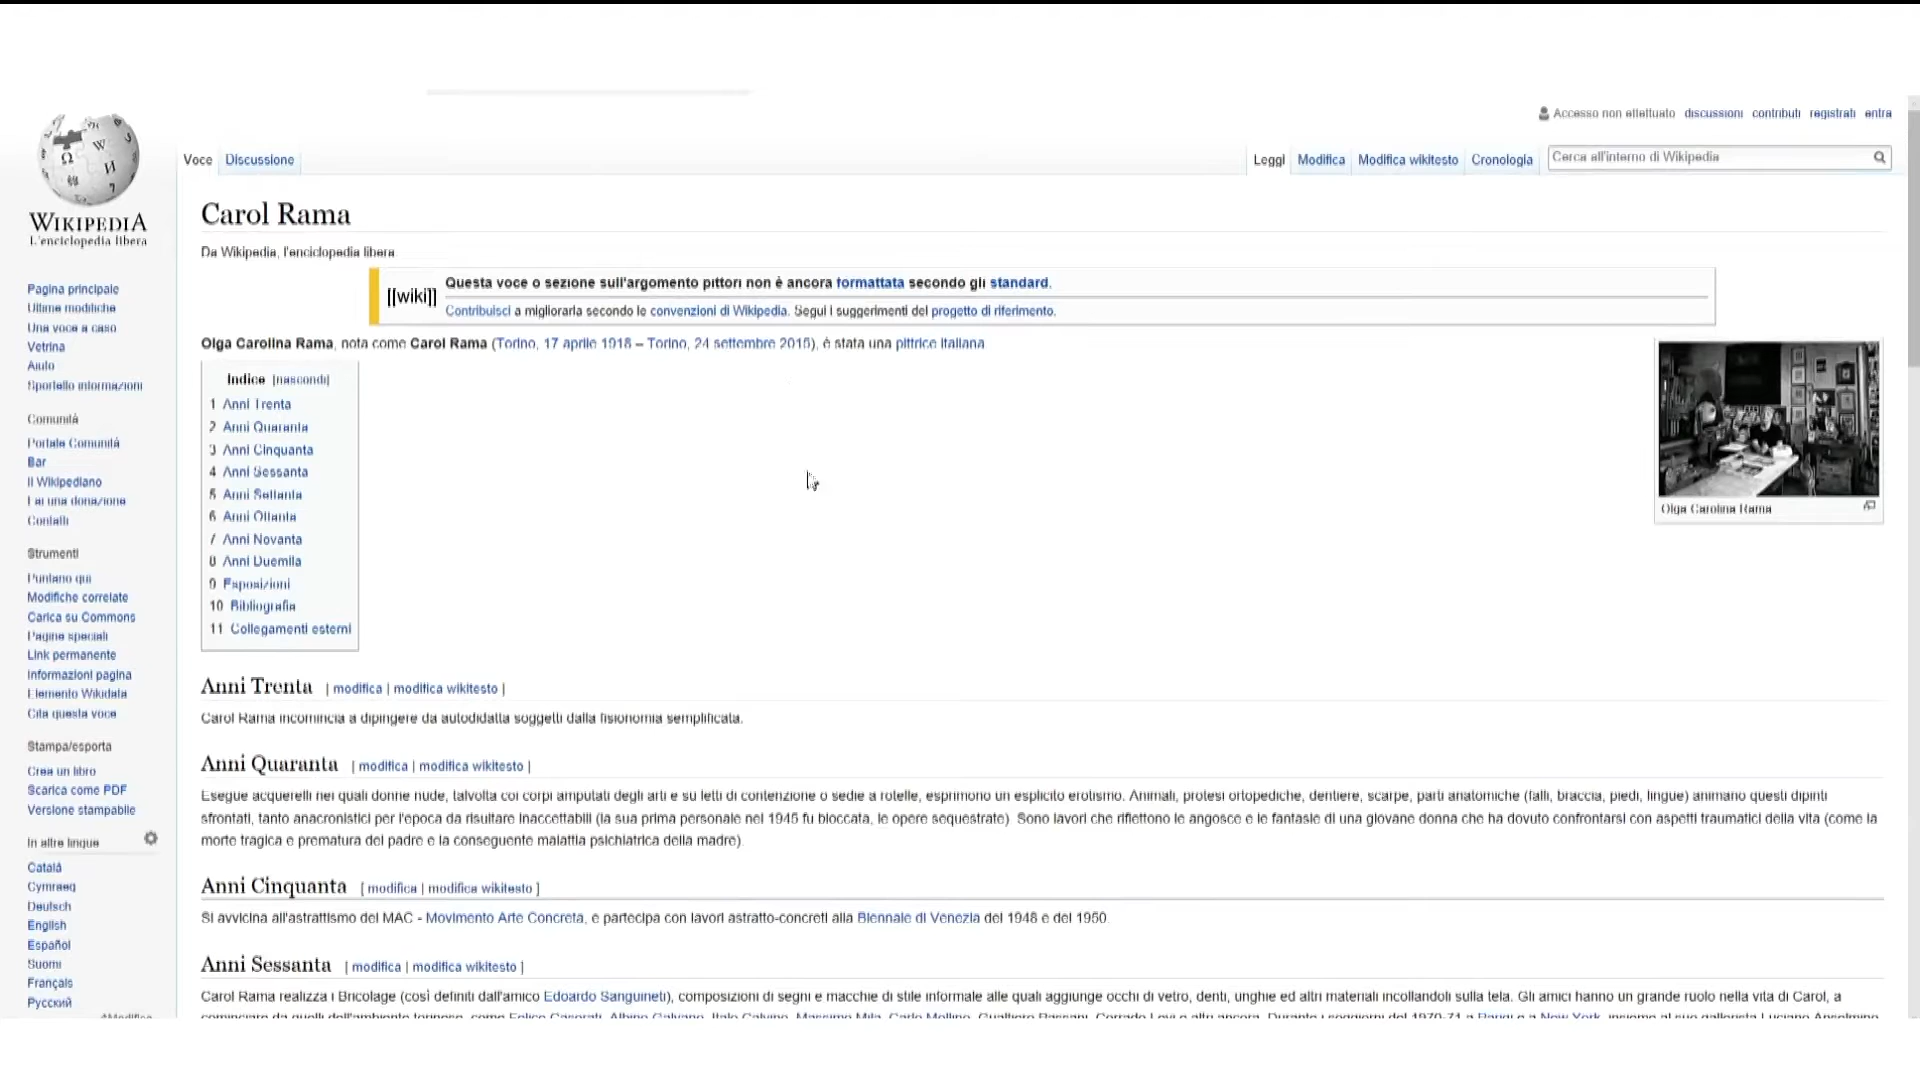 Accesso non effettuato discussioni contributi registrati entra
Voce Discussione Leggi Modifica Modifica wikitesto Cronologia Cerca all'interno di Wikipedia
WIKIPEDIA
L'enciclopedia libera
Carol Rama
Da Wikipedia, l'enciclopedia libera
[[wiki]]
Questa voce o sezione sull'argomento pittori non è ancora formattata secondo gli standard.
Contribuisci a migliorarla secondo le convenzioni di Wikipedia. Segui i suggerimenti del progetto di riferimento.
Olga Carolina Rama, nota come Carol Rama (Torino, 17 aprile 1918 – Torino, 24 settembre 2015), è stata una pittrice italiana
Olga Carolina Rama
Indice [nascondi]
1 Anni Trenta
2 Anni Quaranta
3 Anni Cinquanta
4 Anni Sessanta
5 Anni Settanta
6 Anni Ottanta
7 Anni Novanta
8 Anni Duemila
9 Esposizioni
10 Bibliografia
11 Collegamenti esterni
Anni Trenta [ modifica | modifica wikitesto ]
Carol Rama incomincia a dipingere da autodidatta soggetti dalla fisionomia semplificata.
Anni Quaranta [ modifica | modifica wikitesto ]
Esegue acquerelli nei quali donne nude, talvolta coi corpi amputati degli arti e su letti di contenzione o sedie a rotelle, esprimono un esplicito erotismo. Animali, protesi ortopediche, dentiere, scarpe, parti anatomiche (falli, braccia, piedi, lingue) animano questi dipinti
sfrontati, tanto anacronistici per l'epoca da risultare inaccettabili (la sua prima personale nel 1945 fu bloccata, le opere sequestrate). Sono lavori che riflettono le angosce e le fantasie di una giovane donna che ha dovuto confrontarsi con aspetti traumatici della vita (come la
morte tragica e prematura del padre e la conseguente malattia psichiatrica della madre).
Anni Cinquanta [ modifica | modifica wikitesto ]
Si avvicina all'astrattismo del MAC - Movimento Arte Concreta, e partecipa con lavori astratto-concreti alla Biennale di Venezia del 1948 e del 1950.
Anni Sessanta [ modifica | modifica wikitesto ]
Carol Rama realizza i Bricolage (così definiti dall'amico Edoardo Sanguineti), composizioni di segni e macchie di stile informale alle quali aggiunge occhi di vetro, denti, unghie ed altri materiali incollandoli sulla tela. Gli amici hanno un grande ruolo nella vita di Carol, a
Pagina principale
Ultime modifiche
Una voce a caso
Vetrina
Aiuto
Sportello informazioni
Comunità
Portale Comunità
Bar
Il Wikipediano
Fai una donazione
Contatti
Strumenti
Puntano qui
Modifiche correlate
Carica su Commons
Pagine speciali
Link permanente
Informazioni pagina
Elemento Wikidata
Cita questa voce
Stampa/esporta
Crea un libro
Scarica come PDF
Versione stampabile
In altre lingue
Català
Cymraeg
Deutsch
English
Español
Suomi
Français
Русский